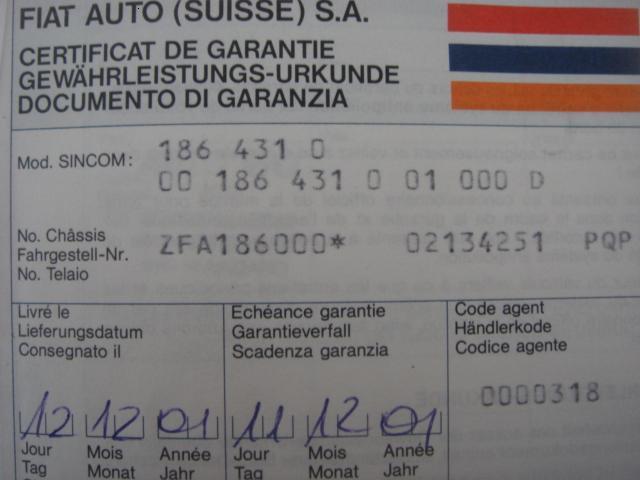 FIAT AUTO (SUISSE) S.A.
CERTIFICAT DE GARANTIE
GEWÄHRLEISTUNGS-URKUNDE
DOCUMENTO DI GARANZIA
Mod. SINCOM: 186 431 0
00 186 431 0 01 000 D
No. Châssis
Fahrgestell-Nr. ZFA186000* 02134251 PQP
No. Telaio
Livré le
Lieferungsdatum
Consegnato il
12 12 01
Jour Mois Année
Tag Monat Jahr
Echéance garantie
Garantieverfall
Scadenza garanzia
11 12 01
Jour Mois Année
Tag Monat Jahr
Code agent
Händlerkode
Codice agente
0000318